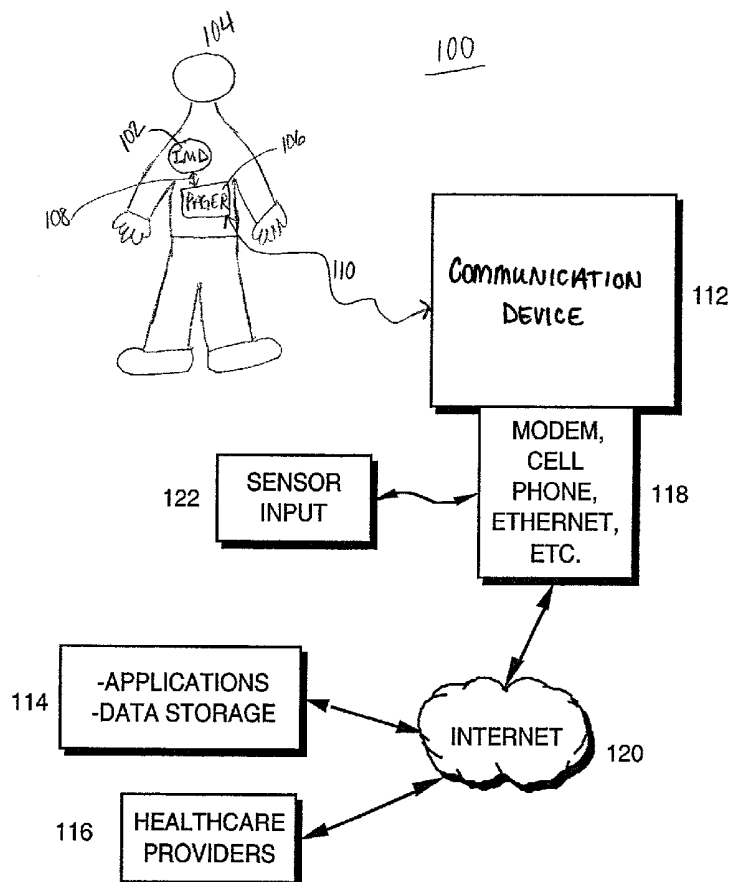 104
100
102
IMD
106
108
PAGER
110
COMMUNICATION
DEVICE
112
MODEM,
CELL
PHONE,
ETHERNET,
ETC.
118
122
SENSOR
INPUT
114
-APPLICATIONS
-DATA STORAGE
INTERNET
120
116
HEALTHCARE
PROVIDERS